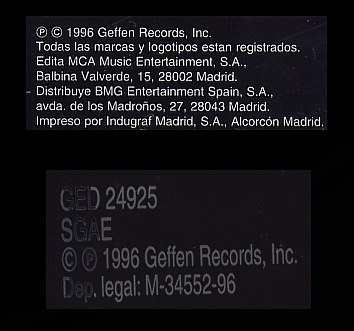 ℗ © 1996 Geffen Records, Inc.
Todas las marcas y logotipos estan registrados.
Edita MCA Music Entertainment, S.A.,
Balbina Valverde, 15, 28002 Madrid.
Distribuye BMG Entertainment Spain, S.A.,
avda. de los Madroños, 27, 28043 Madrid.
Impreso por Indugraf Madrid, S.A., Alcorcón Madrid.
GED 24925
SGAE
© ℗ 1996 Geffen Records, Inc.
Dep. legal: M-34552-96